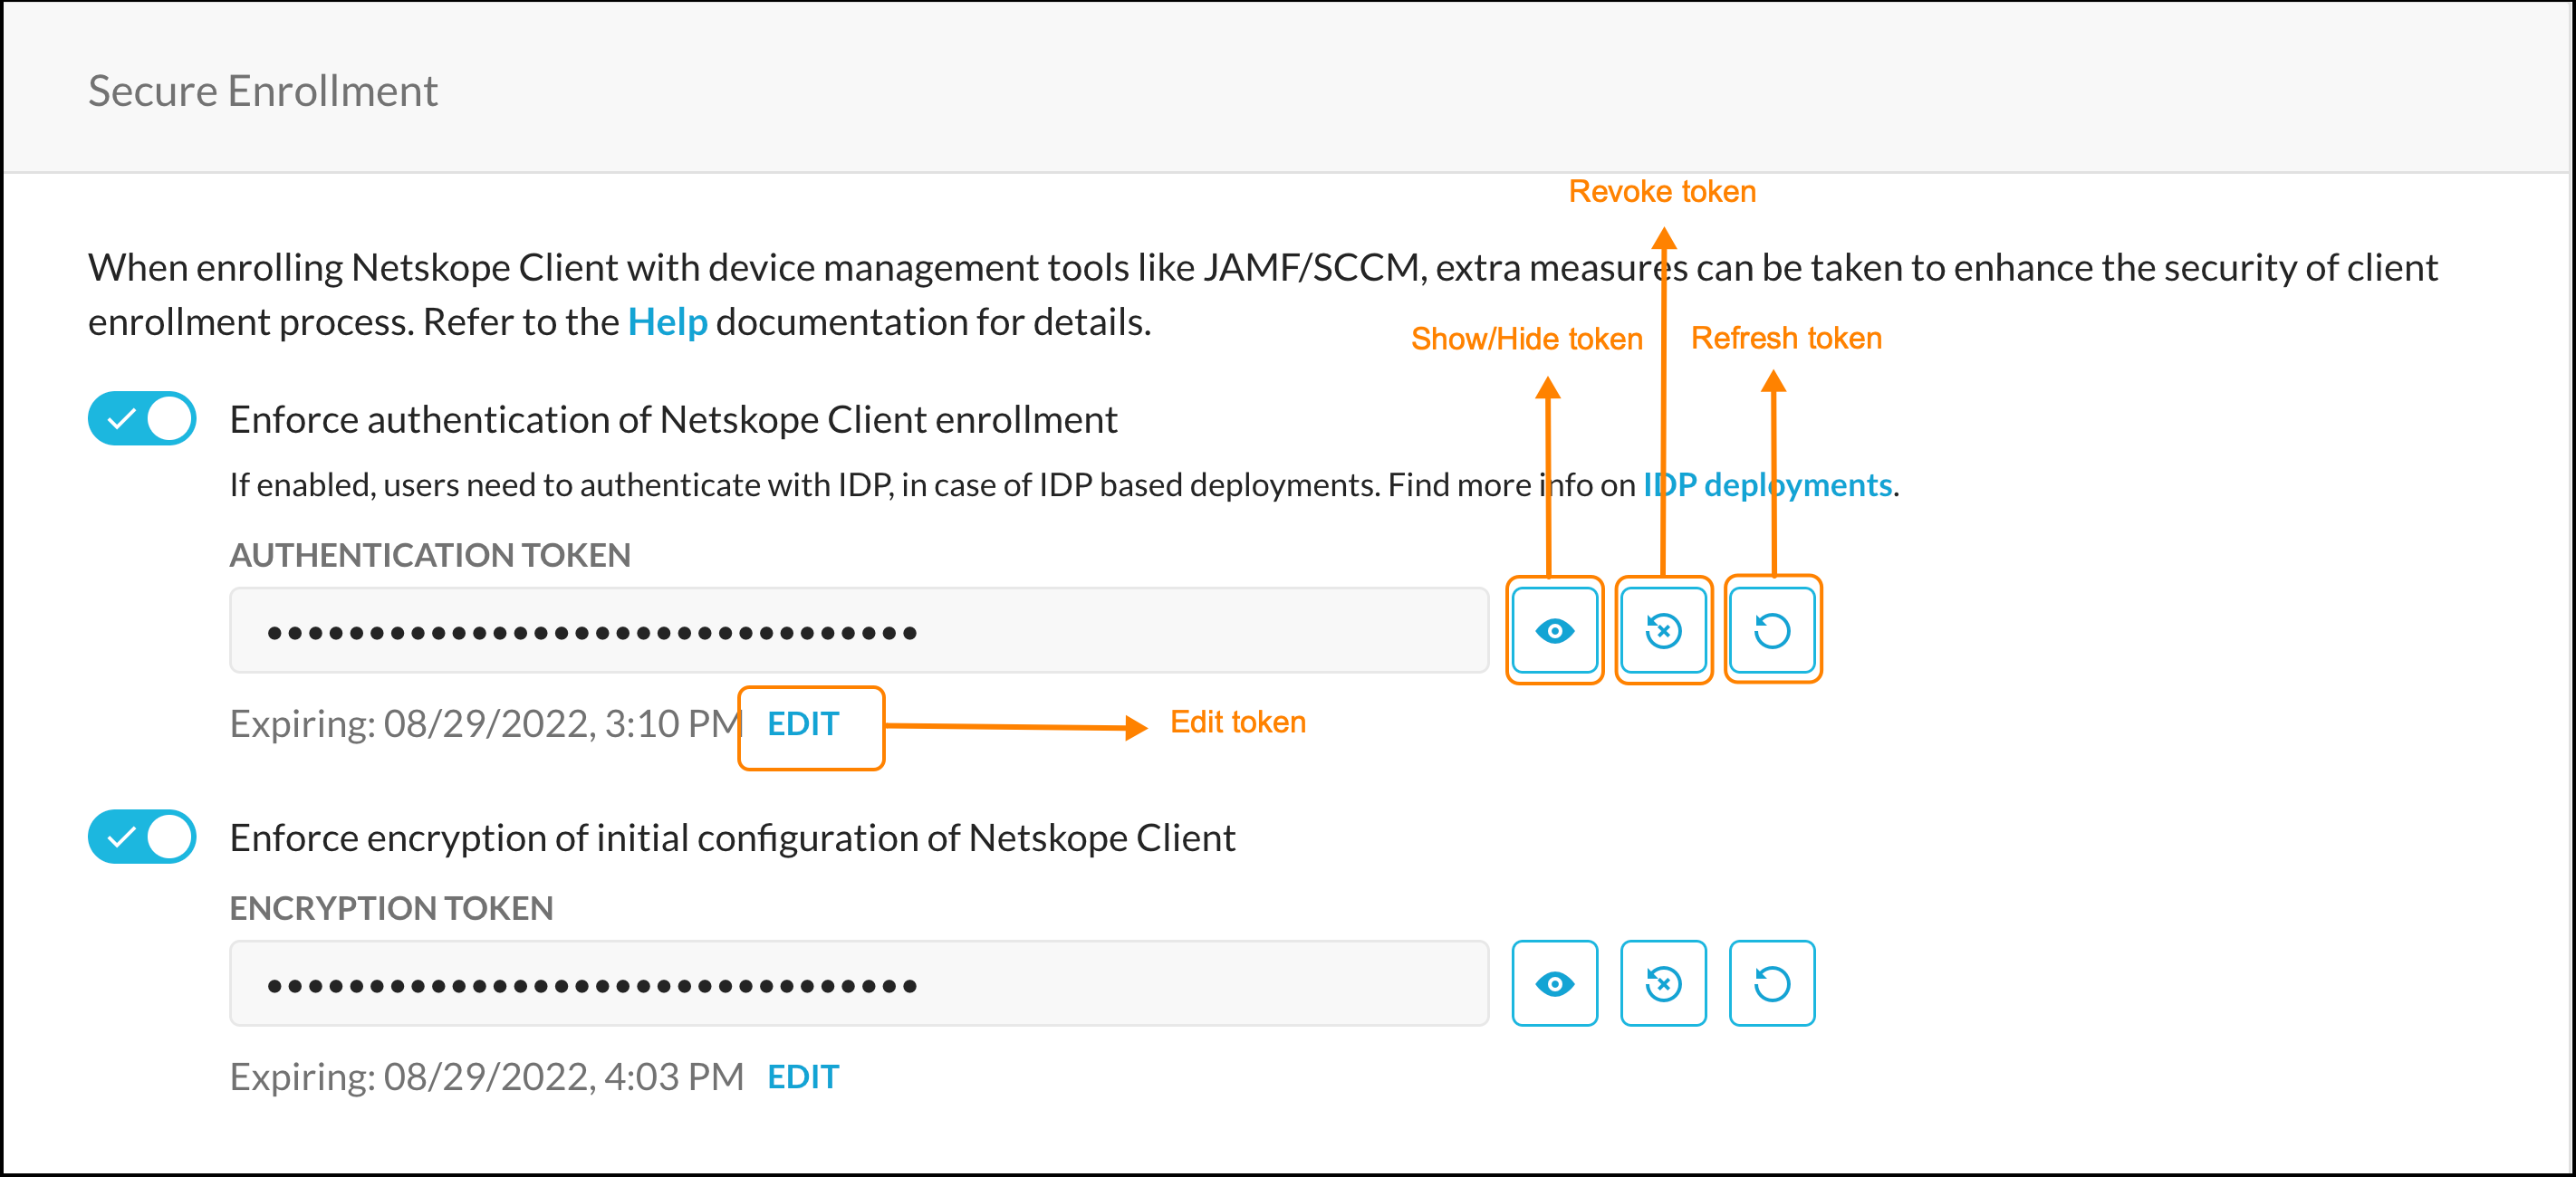 Secure Enrollment
Revoke token
When enrolling Netskope Client with device management tools like JAMF/SCCM, extra measures can be taken to enhance the security of client
enrollment process. Refer to the Help documentation for details.
Show/Hide token
Refresh token
Enforce authentication of Netskope Client enrollment
If enabled, users need to authenticate with IDP, in case of IDP based deployments. Find more info on IDP deployments.
AUTHENTICATION TOKEN
••••••••••••••••••••••••••••••••
Expiring: 08/29/2022, 3:10 PM EDIT
Edit token
Enforce encryption of initial configuration of Netskope Client
ENCRYPTION TOKEN
••••••••••••••••••••••••••••••••
Expiring: 08/29/2022, 4:03 PM EDIT